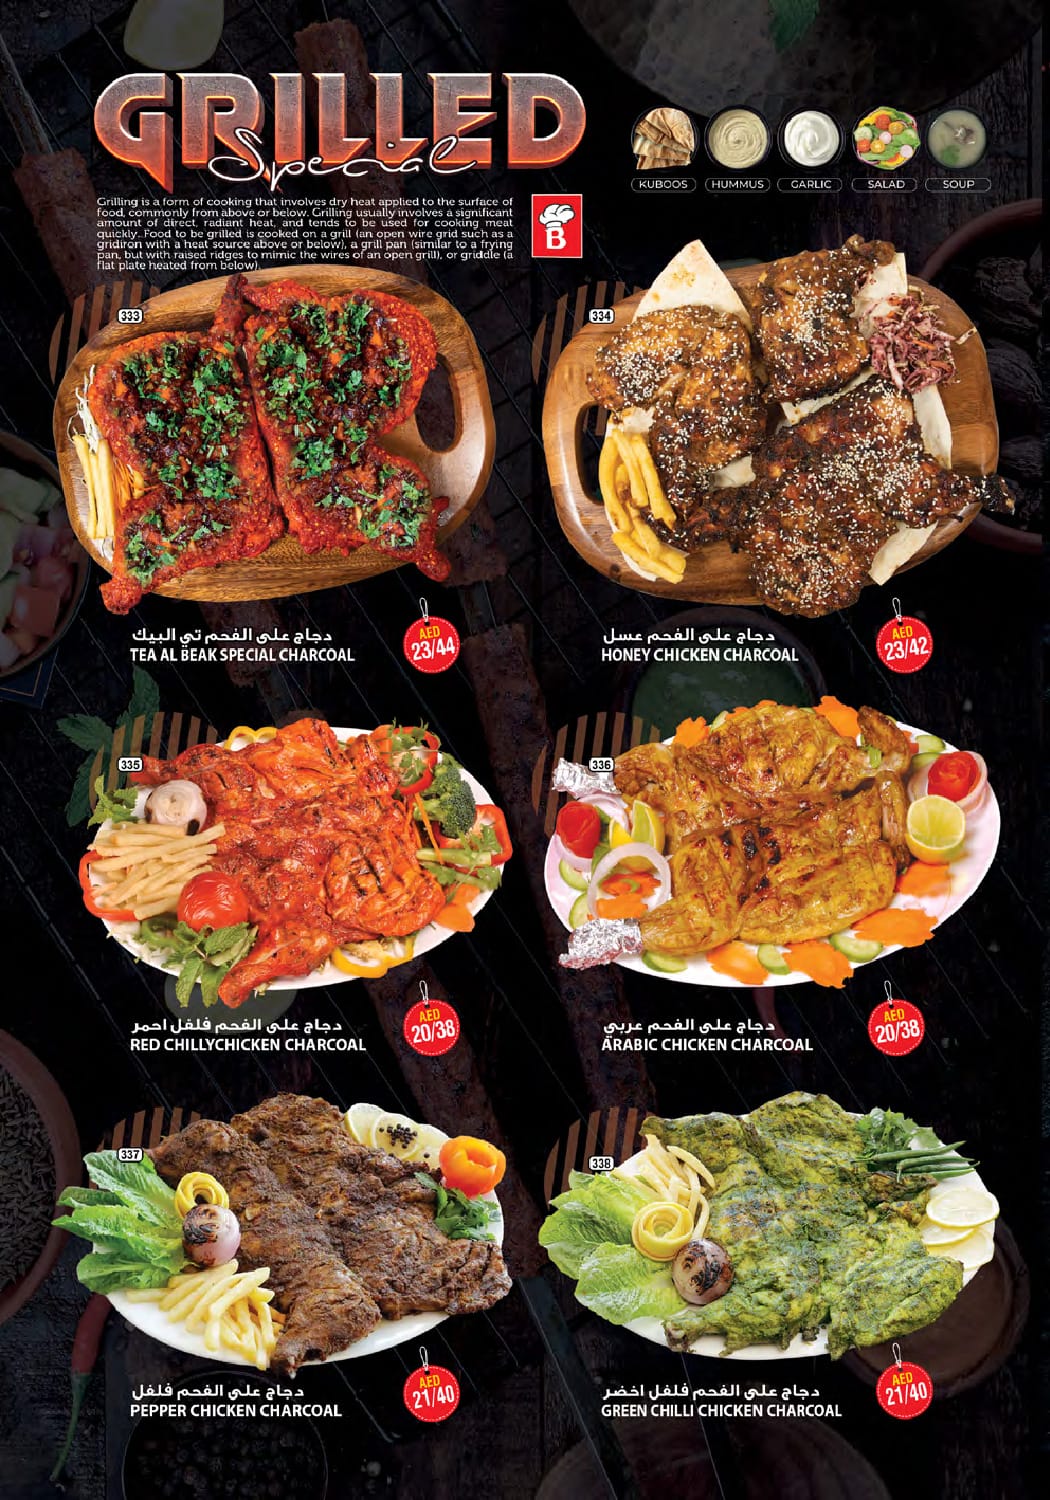 GRILLED
Special
KUBOOS
HUMMUS
GARLIC
SALAD
SOUP
Grilling is a form of cooking that involves dry heat applied to the surface of
food, commonly from above or below. Grilling usually involves a significant
amount of direct, radiant heat, and tends to be used for cooking meat
quickly. Food to be grilled is cooked on a grill (an open wire grid such as a
gridiron with a heat source above or below), a grill pan (similar to a frying
pan, but with raised ridges to mimic the wires of an open grill), or griddle (a
flat plate heated from below).
B
333
دجاج على الفحم تي البيك
TEA AL BEAK SPECIAL CHARCOAL
AED
23/44
334
دجاج على الفحم عسل
HONEY CHICKEN CHARCOAL
AED
23/42
335
دجاج على الفحم فلفل احمر
RED CHILLYCHICKEN CHARCOAL
AED
20/38
336
دجاج على الفحم عربي
ARABIC CHICKEN CHARCOAL
AED
20/38
337
دجاج على الفحم فلفل
PEPPER CHICKEN CHARCOAL
AED
21/40
338
دجاج على الفحم فلفل اخضر
GREEN CHILLI CHICKEN CHARCOAL
AED
21/40